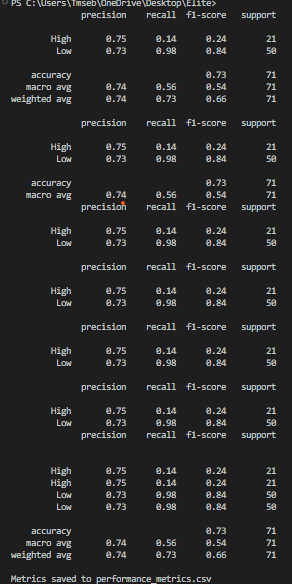 PS C:\Users\Tmseb\OneDrive\Desktop\Elite>
precision recall f1-score support
High 0.75 0.14 0.24 21
Low 0.73 0.98 0.84 50
accuracy 0.73 71
macro avg 0.74 0.56 0.54 71
weighted avg 0.74 0.73 0.66 71
precision recall f1-score support
High 0.75 0.14 0.24 21
Low 0.73 0.98 0.84 50
accuracy 0.73 71
macro avg 0.74 0.56 0.54 71
precision recall f1-score support
High 0.75 0.14 0.24 21
Low 0.73 0.98 0.84 50
precision recall f1-score support
High 0.75 0.14 0.24 21
Low 0.73 0.98 0.84 50
precision recall f1-score support
High 0.75 0.14 0.24 21
Low 0.73 0.98 0.84 50
precision recall f1-score support
High 0.75 0.14 0.24 21
Low 0.73 0.98 0.84 50
precision recall f1-score support
High 0.75 0.14 0.24 21
High 0.75 0.14 0.24 21
Low 0.73 0.98 0.84 50
Low 0.73 0.98 0.84 50
accuracy 0.73 71
macro avg 0.74 0.56 0.54 71
weighted avg 0.74 0.73 0.66 71
Metrics saved to performance_metrics.csv